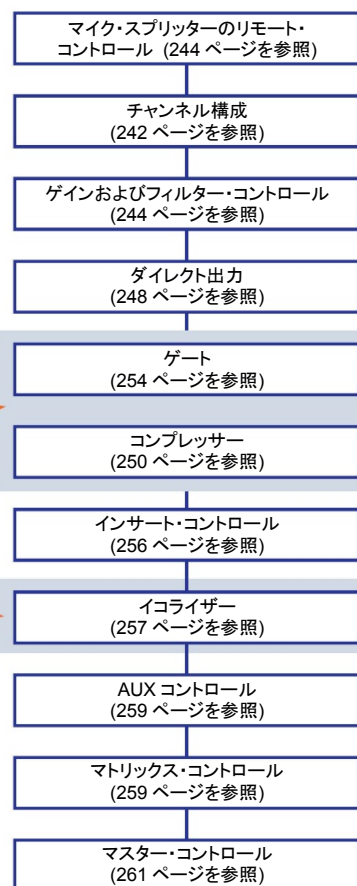 マイク・スプリッターのリモート・
コントロール (244 ページを参照)
チャンネル構成
(242 ページを参照)
ゲインおよびフィルター・コントロール
(244 ページを参照)
ダイレクト出力
(248 ページを参照)
ゲート
(254 ページを参照)
コンプレッサー
(250 ページを参照)
インサート・コントロール
(256 ページを参照)
イコライザー
(257 ページを参照)
AUX コントロール
(259 ページを参照)
マトリックス・コントロール
(259 ページを参照)
マスター・コントロール
(261 ページを参照)